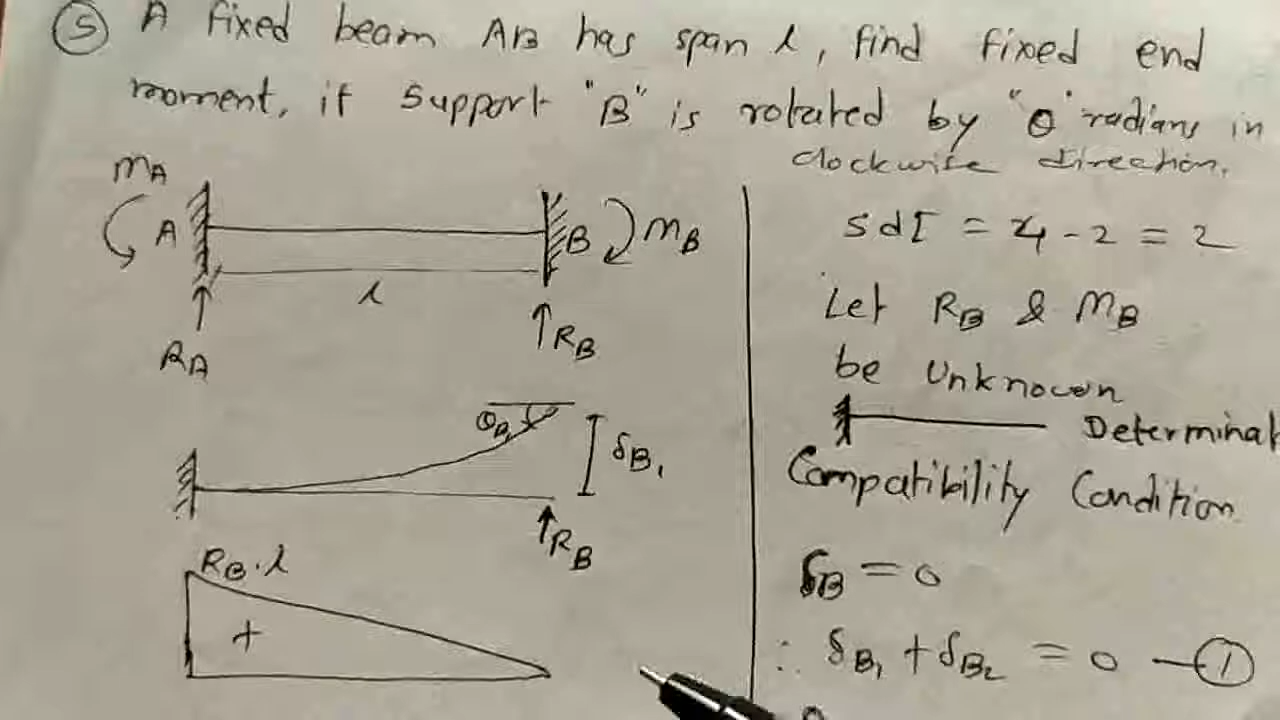 5 A fixed beam AB has span l, find fixed end
moment, if support "B" is rotated by "θ" radians in
clockwise direction.
MA
A
B
MB
l
RA
RB
θB1
δB1
RB
RB.l
+
SdI = 4 - 2 = 2
Let RB & MB
be Unknowen
Determinat
Compatibility Condition
δB = 0
∴ δB1 + δB2 = 0 — 1